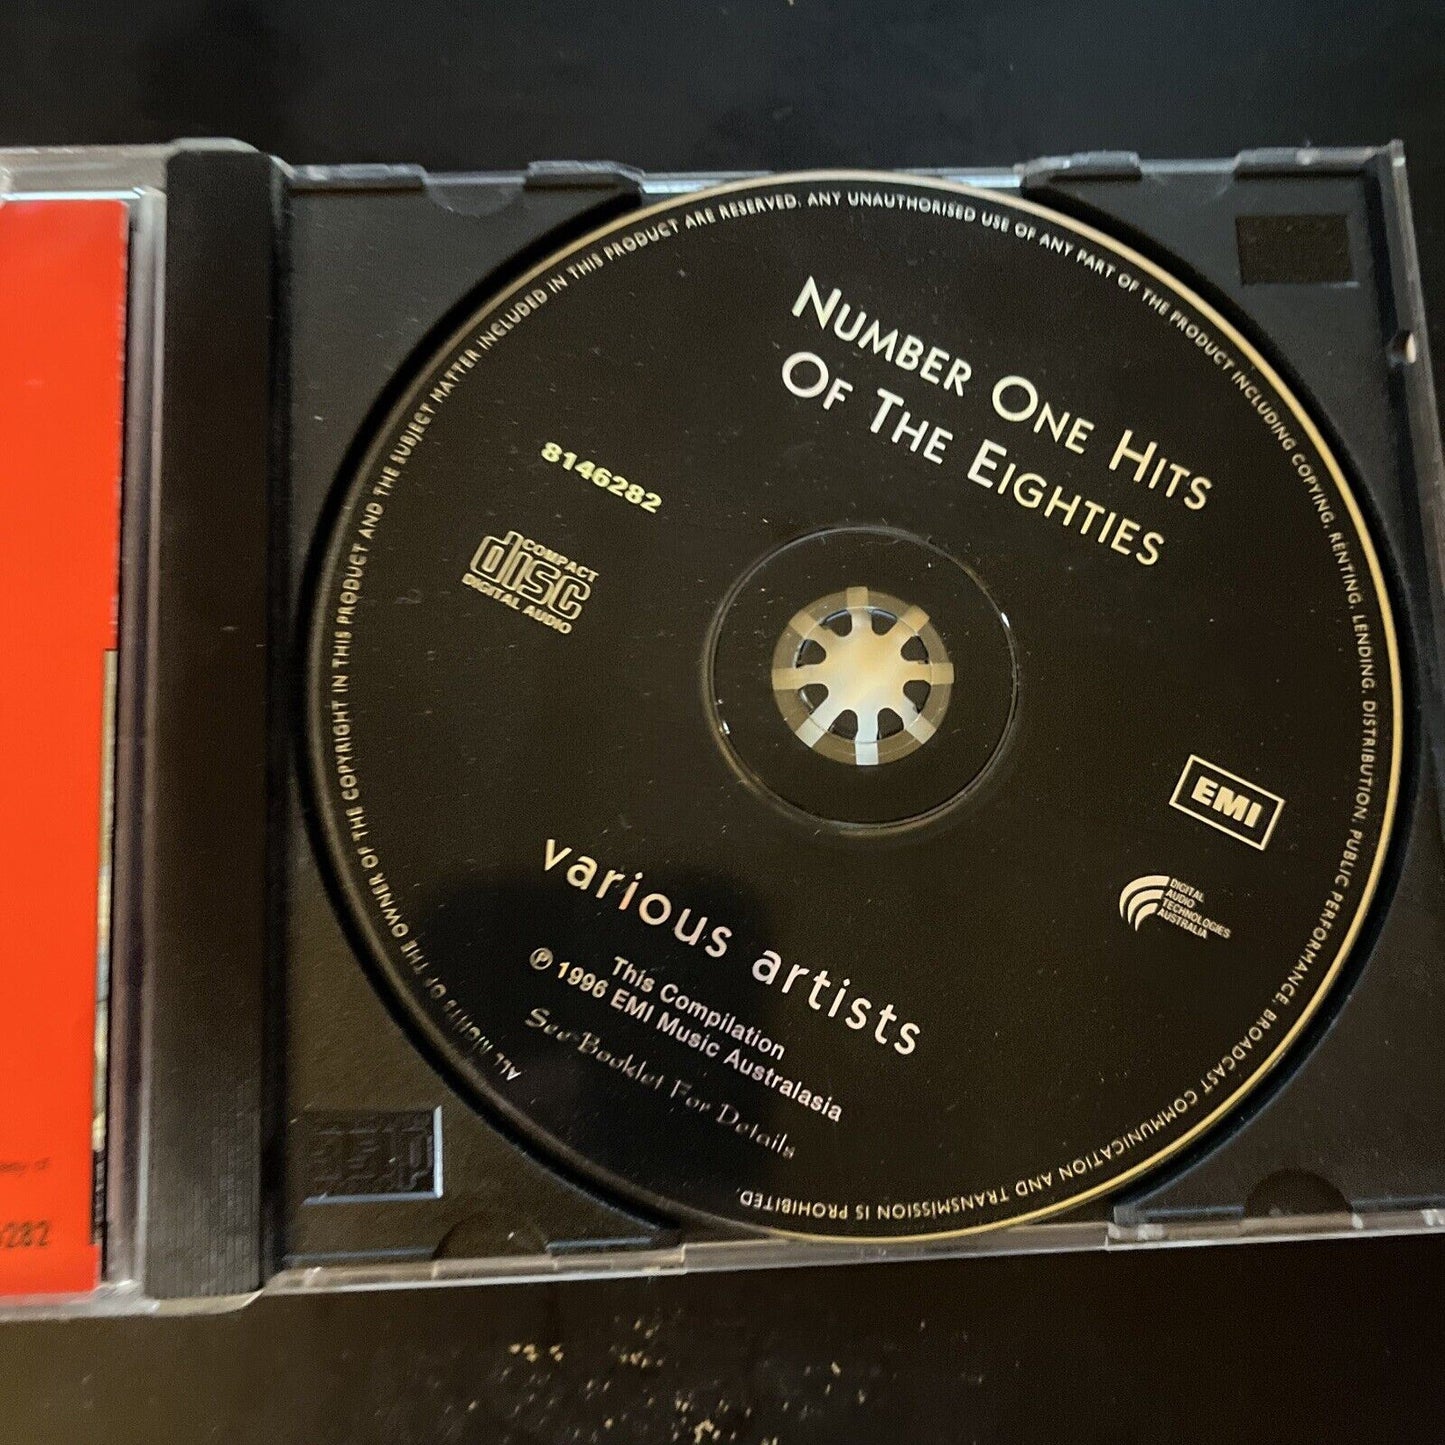 NUMBER ONE HITS
OF THE EIGHTIES
8146282
COMPACT
disc
DIGITAL AUDIO
EMI
DIGITAL
AUDIO
TECHNOLOGIES
AUSTRALIA
various artists
This Compilation
℗ 1996 EMI Music Australasia
See Booklet For Details
ALL RIGHTS OF THE OWNER OF THE COPYRIGHT IN THIS PRODUCT AND THE SUBJECT MATTER INCLUDED IN THIS PRODUCT ARE RESERVED. ANY UNAUTHORISED USE OF ANY PART OF THE PRODUCT INCLUDING COPYING, RENTING, LENDING, DISTRIBUTION, PUBLIC PERFORMANCE, BROADCAST COMMUNICATION AND TRANSMISSION IS PROHIBITED.
of
282